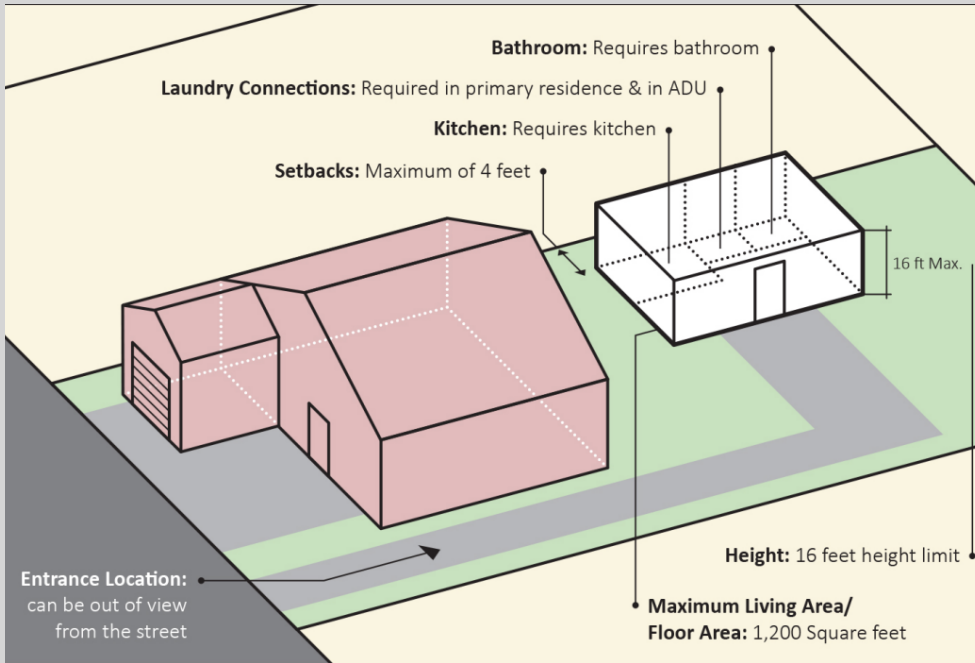 Bathroom: Requires bathroom
Laundry Connections: Required in primary residence & in ADU
Kitchen: Requires kitchen
Setbacks: Maximum of 4 feet
16 ft Max.
Height: 16 feet height limit
Entrance Location:
can be out of view
from the street
Maximum Living Area/
Floor Area: 1,200 Square feet